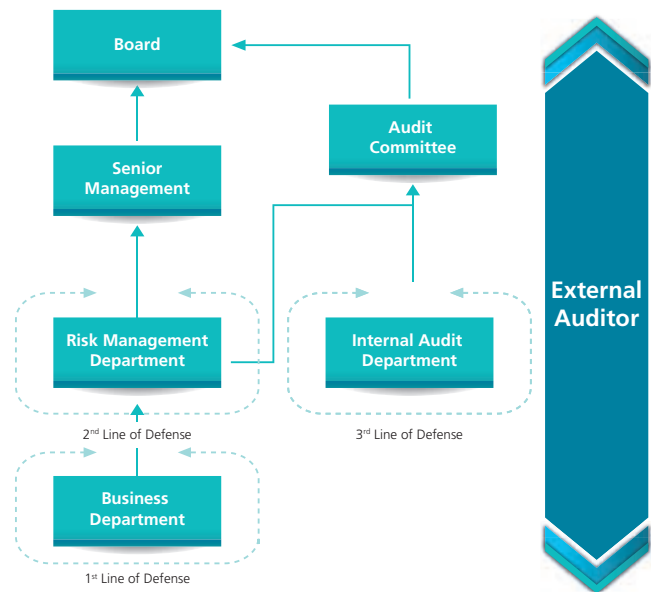 Board
Audit
Committee
Senior
Management
External
Auditor
Risk Management
Department
Internal Audit
Department
2nd Line of Defense
3rd Line of Defense
Business
Department
1st Line of Defense